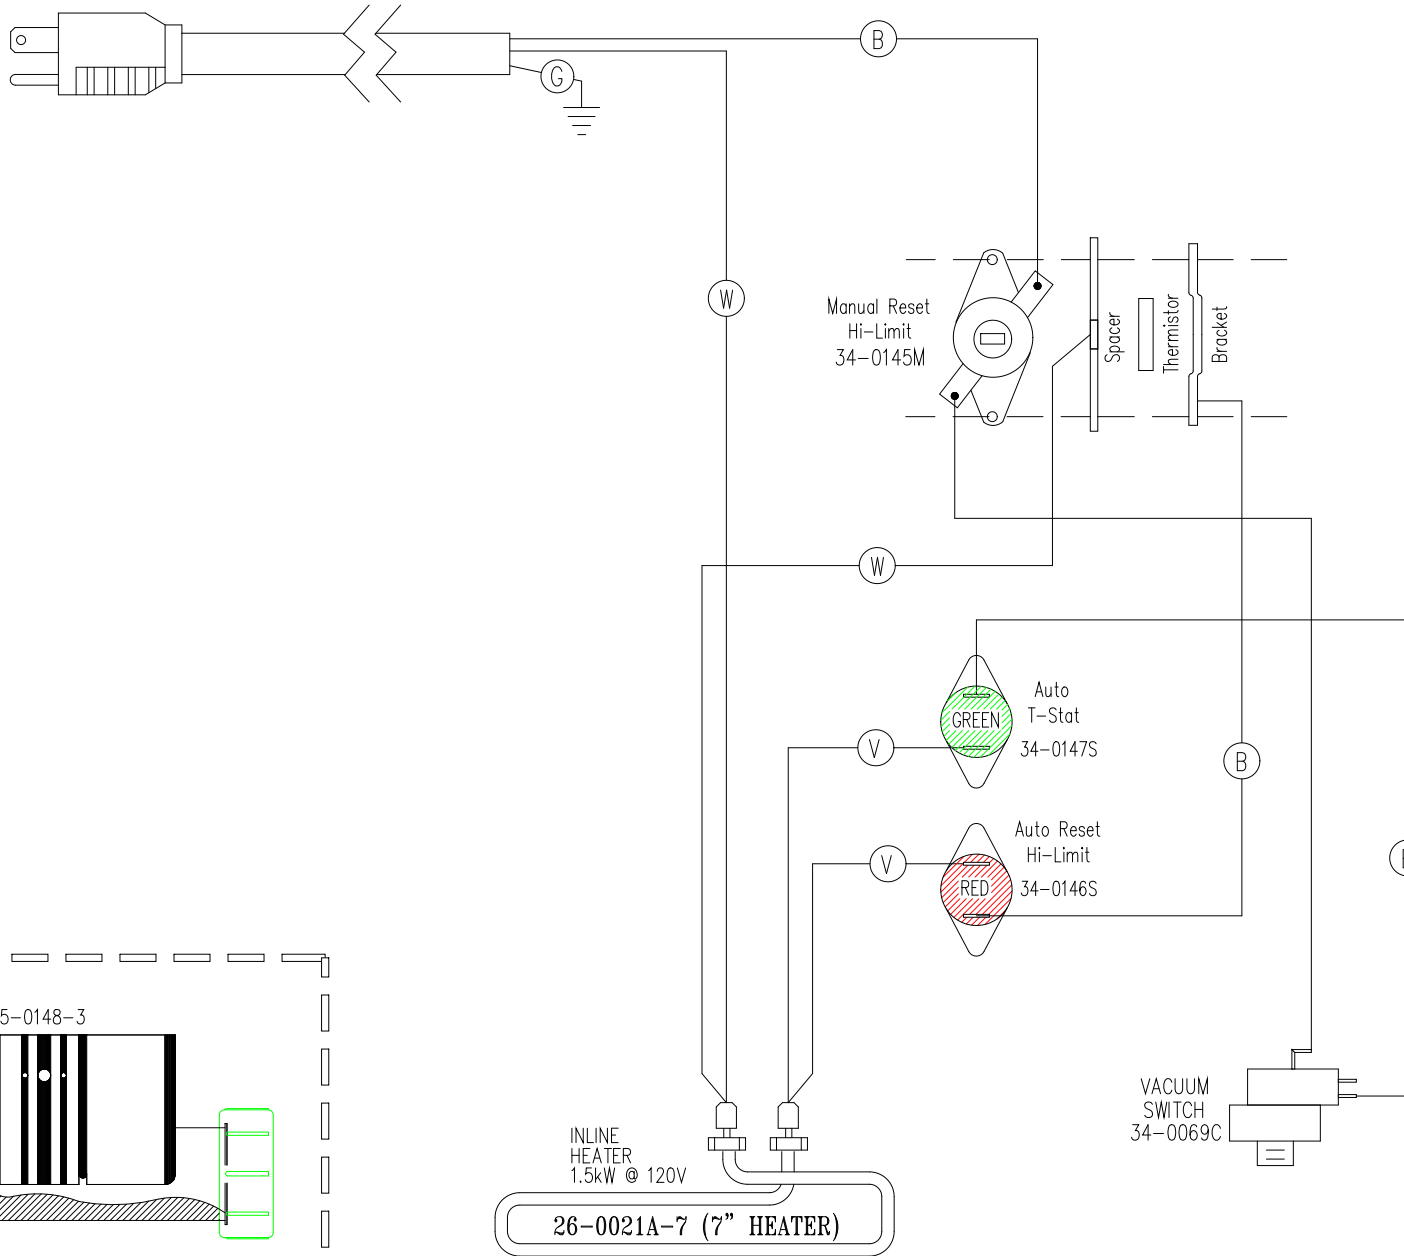 B
G
W
Manual Reset
Hi-Limit
34-0145M
Spacer
Thermistor
Bracket
W
Auto
T-Stat
34-0147S
GREEN
V
B
Auto Reset
Hi-Limit
34-0146S
RED
V
5-0148-3
VACUUM
SWITCH
34-0069C
INLINE
HEATER
1.5kW @ 120V
26-0021A-7 (7" HEATER)